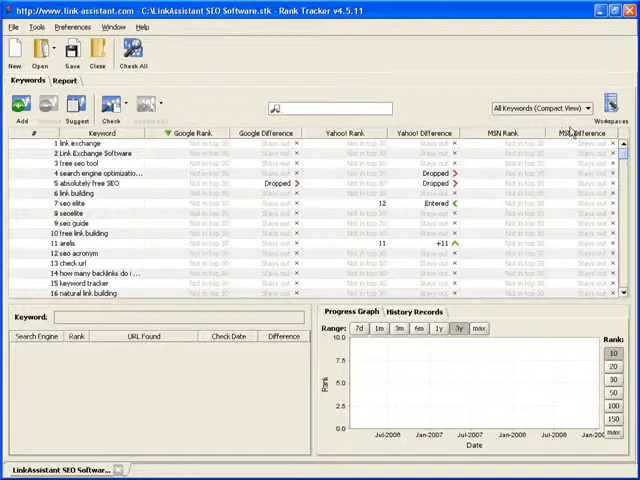 http://www.link-assistant.com - C:\LinkAssistant SEO Software.stk - Rank Tracker v4.5.11
File Tools Preferences Window Help
New Open Save Close Check All
Keywords Report
Add Suggest Check All Keywords (Compact View) Workspaces
# Keyword Google Rank Google Difference Yahoo! Rank Yahoo! Difference MSN Rank MSN Difference
1 link exchange Not in top 30 Stays out Not in top 30 Stays out Not in top 30 Stays out
2 Link Exchange Software Not in top 30 Stays out Not in top 30 Stays out Not in top 30 Stays out
3 free seo tool Not in top 30 Stays out Not in top 30 Stays out Not in top 30 Stays out
4 search engine optimizatio... Not in top 30 Stays out Not in top 30 Dropped Not in top 30 Stays out
5 absolutely free SEO Not in top 30 Dropped Not in top 30 Dropped Not in top 30 Stays out
6 link building Not in top 30 Stays out Not in top 30 Stays out Not in top 30 Stays out
7 seo elite Not in top 30 Stays out 12 Entered Not in top 30 Stays out
8 seoelite Not in top 30 Stays out Not in top 30 Stays out Not in top 30 Stays out
9 seo guide Not in top 30 Stays out Not in top 30 Stays out Not in top 30 Stays out
10 free link building Not in top 30 Stays out Not in top 30 Stays out Not in top 30 Stays out
11 arelis Not in top 30 Stays out 11 +11 Not in top 30 Stays out
12 seo acronym Not in top 30 Stays out Not in top 30 Stays out Not in top 30 Stays out
13 check url Not in top 30 Stays out Not in top 30 Stays out Not in top 30 Stays out
14 how many backlinks do i ... Not in top 30 Stays out Not in top 30 Stays out Not in top 30 Stays out
15 keyword tracker Not in top 30 Stays out Not in top 30 Stays out Not in top 30 Stays out
16 natural link building Not in top 30 Stays out Not in top 30 Stays out Not in top 30 Stays out
Keyword:
Search Engine Rank URL Found Check Date Difference
Progress Graph History Records
Range: 7d 1m 3m 6m 1y 3y max
Rank:
10
20
30
50
100
150
max
10.0
7.5
5.0
2.5
0.0
Rank
Jul-2006 Jan-2007 Jul-2007 Jan-2008 Jul-2008
Date
LinkAssistant SEO Softwar...